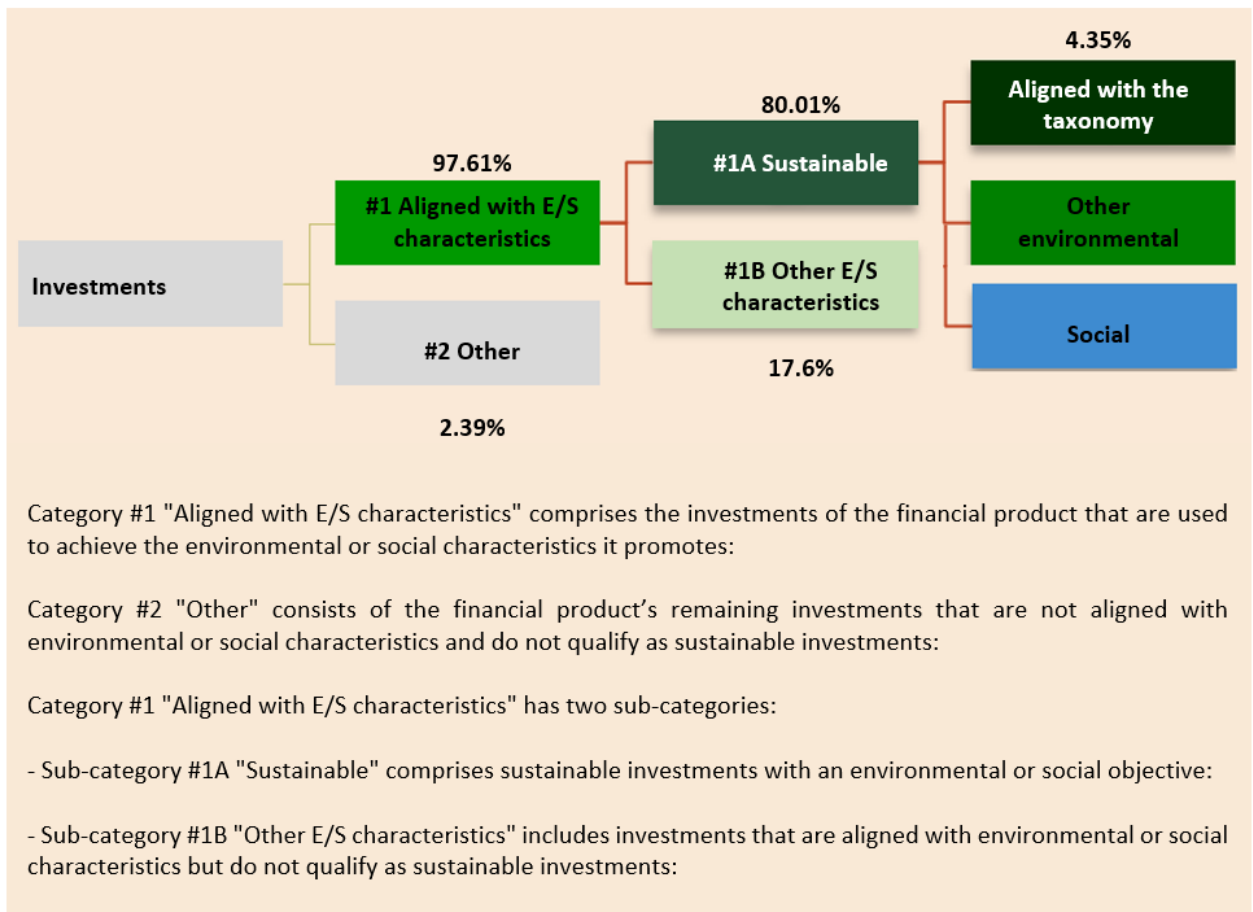 4.35%
Aligned with the
taxonomy
80.01%
#1A Sustainable
97.61%
#1 Aligned with E/S
characteristics
Other
environmental
Investments
#1B Other E/S
characteristics
#2 Other
Social
17.6%
2.39%
Category #1 "Aligned with E/S characteristics" comprises the investments of the financial product that are used
to achieve the environmental or social characteristics it promotes:
Category #2 "Other" consists of the financial product’s remaining investments that are not aligned with
environmental or social characteristics and do not qualify as sustainable investments:
Category #1 "Aligned with E/S characteristics" has two sub-categories:
- Sub-category #1A "Sustainable" comprises sustainable investments with an environmental or social objective:
- Sub-category #1B "Other E/S characteristics" includes investments that are aligned with environmental or social
characteristics but do not qualify as sustainable investments: